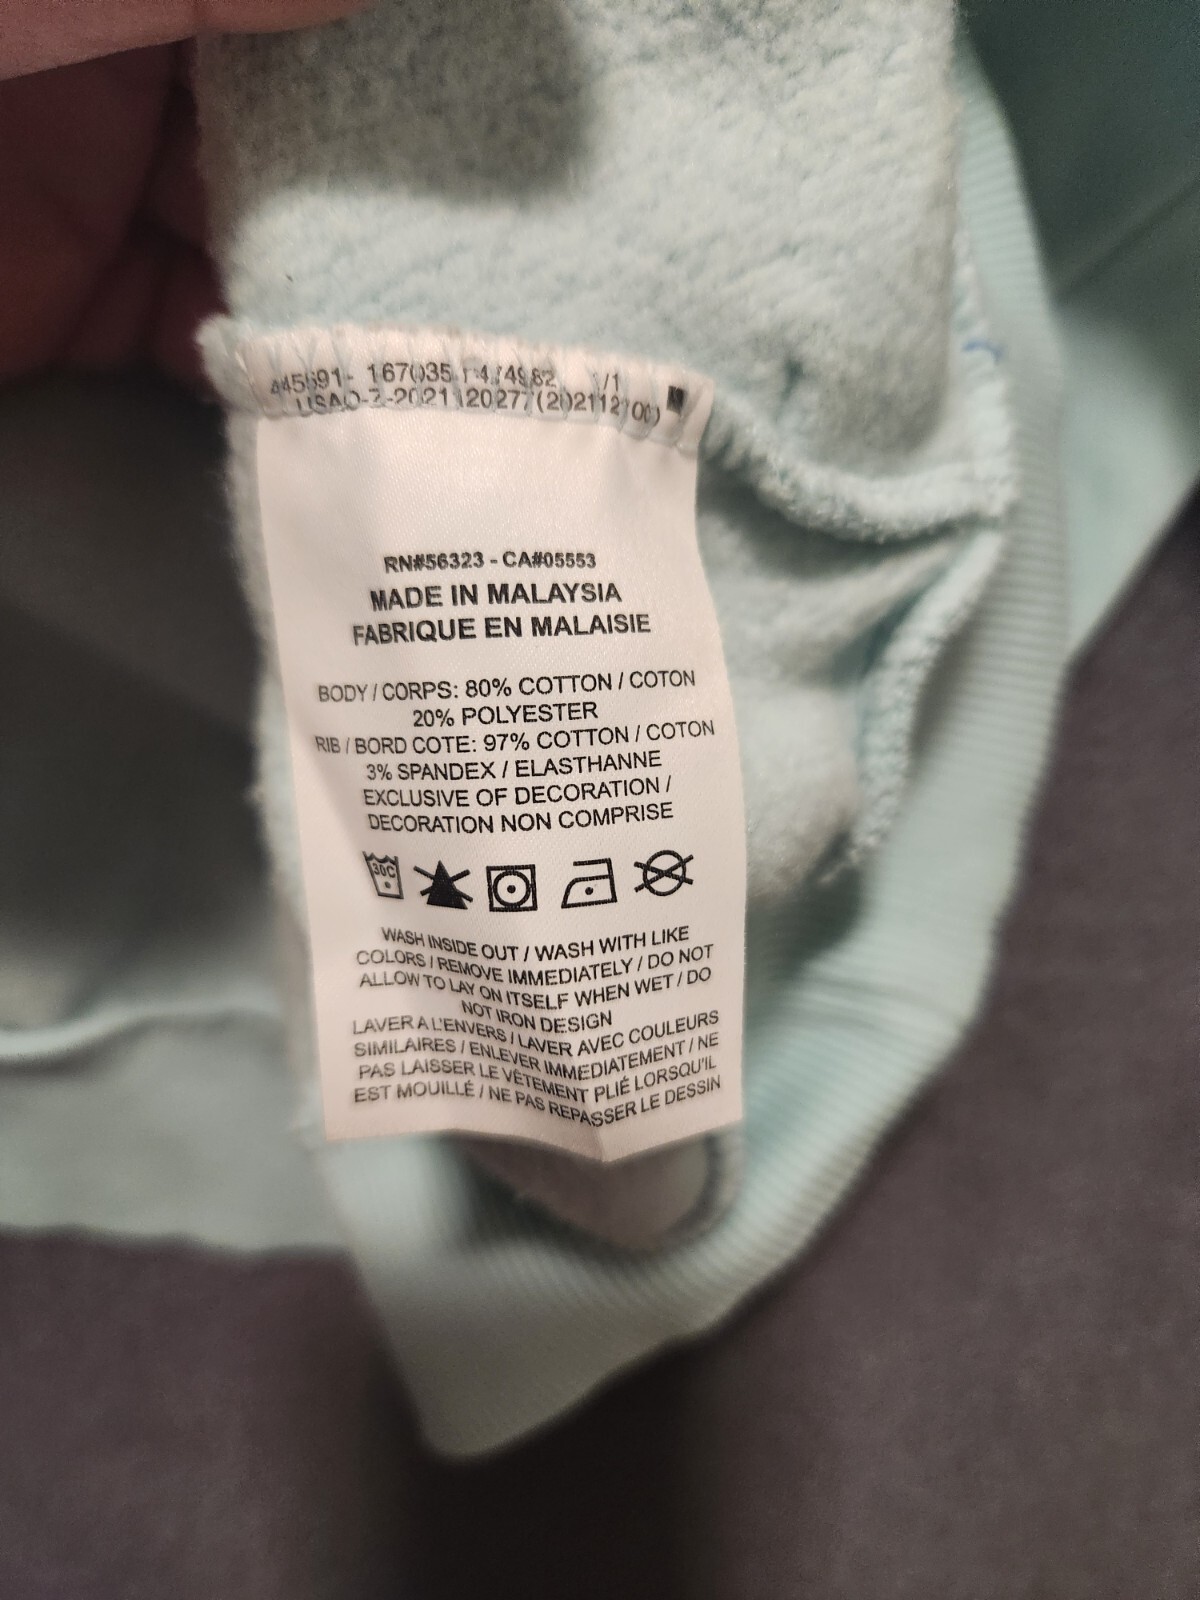 RN#56323 - CA#05553
MADE IN MALAYSIA
FABRIQUE EN MALAISIE
BODY / CORPS: 80% COTTON / COTON
20% POLYESTER
RIB / BORD COTE: 97% COTTON / COTON
3% SPANDEX / ELASTHANNE
EXCLUSIVE OF DECORATION /
DECORATION NON COMPRISE
30C
WASH INSIDE OUT / WASH WITH LIKE
COLORS / REMOVE IMMEDIATELY / DO NOT
ALLOW TO LAY ON ITSELF WHEN WET / DO
NOT IRON DESIGN
LAVER A L'ENVERS / LAVER AVEC COULEURS
SIMILAIRES / ENLEVER IMMEDIATEMENT / NE
PAS LAISSER LE VÊTEMENT PLIÉ LORSQU'IL
EST MOUILLÉ / NE PAS REPASSER LE DESSIN